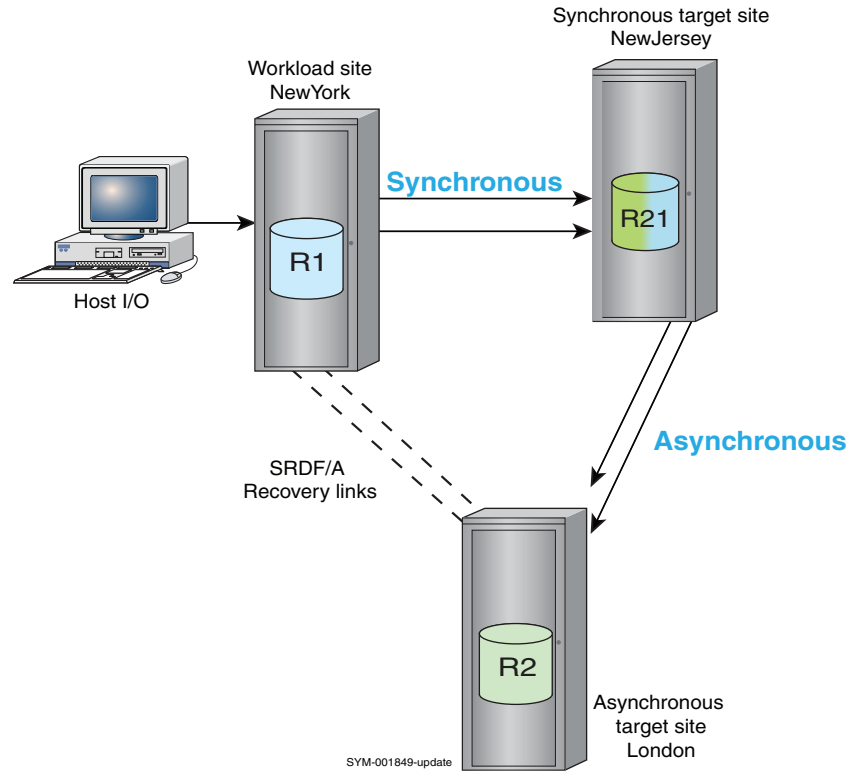 Synchronous target site
NewJersey
Workload site
NewYork
Synchronous
R21
R1
Host I/O
Asynchronous
SRDF/A
Recovery links
R2
Asynchronous
target site
London
SYM-001849-update